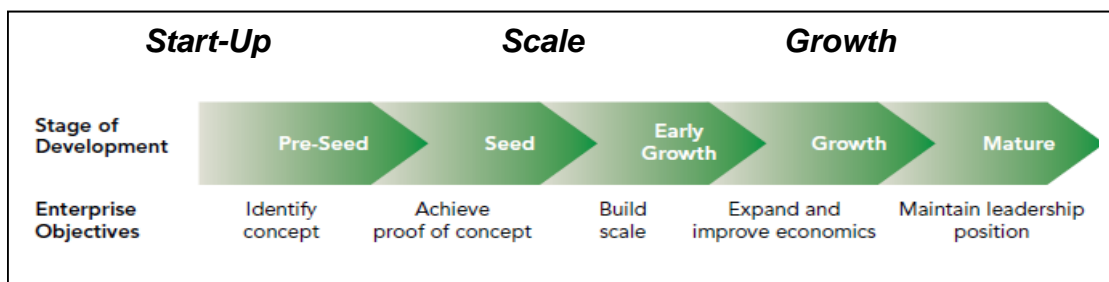 Start-Up Scale Growth
Stage of
Development
Pre-Seed
Seed
Early
Growth
Growth
Mature
Enterprise
Objectives
Identify
concept
Achieve
proof of concept
Build
scale
Expand and
improve economics
Maintain leadership
position